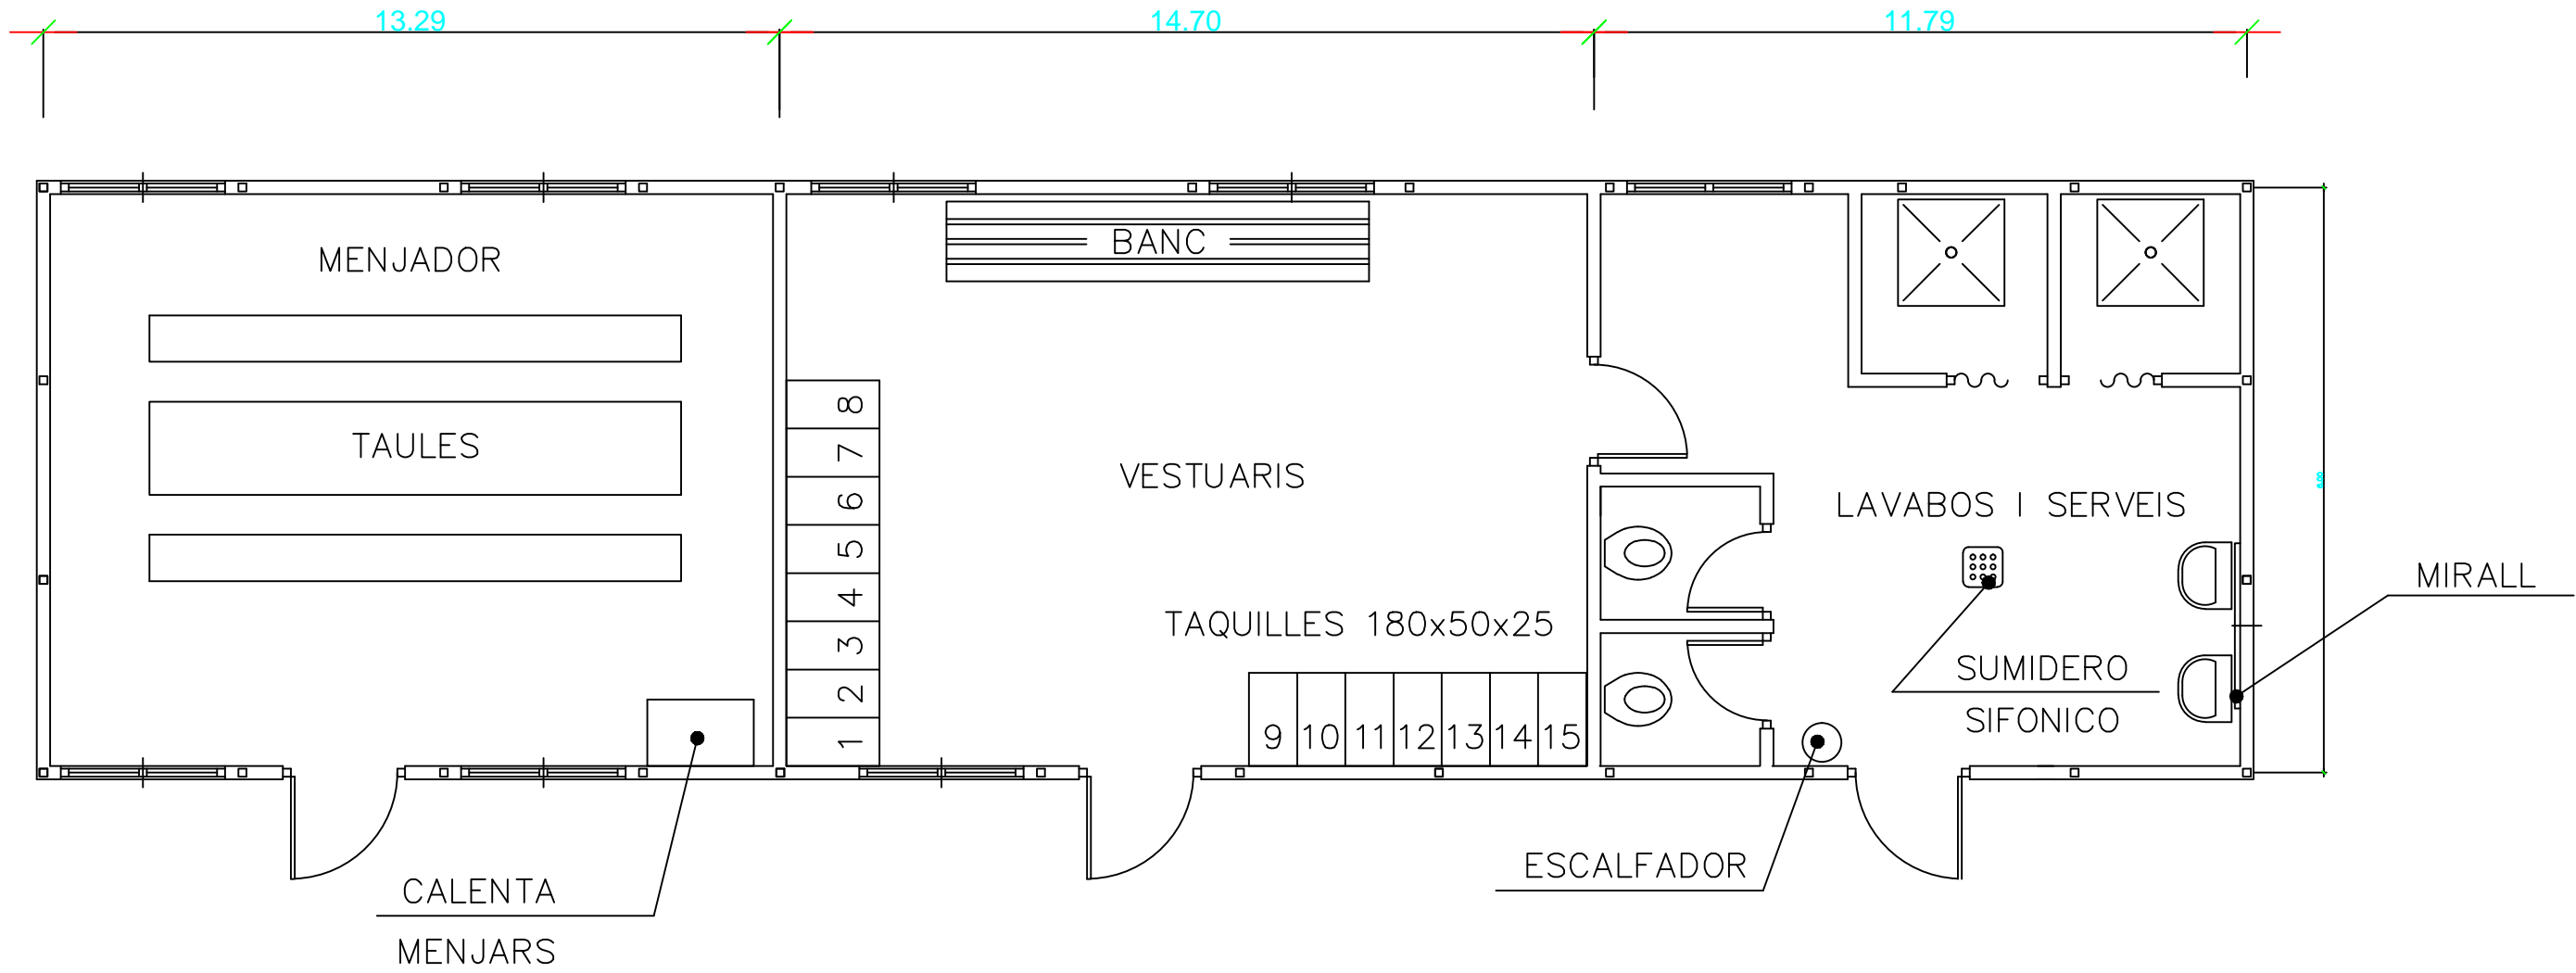 13.29
14.70
11.79
BANC
MENJADOR
TAULES
8
7
6
5
4
3
2
1
VESTUARIS
LAVABOS I SERVEIS
MIRALL
TAQUILLES 180x50x25
SUMIDERO
SIFONICO
9 10 11 12 13 14 15
ESCALFADOR
CALENTA
MENJARS